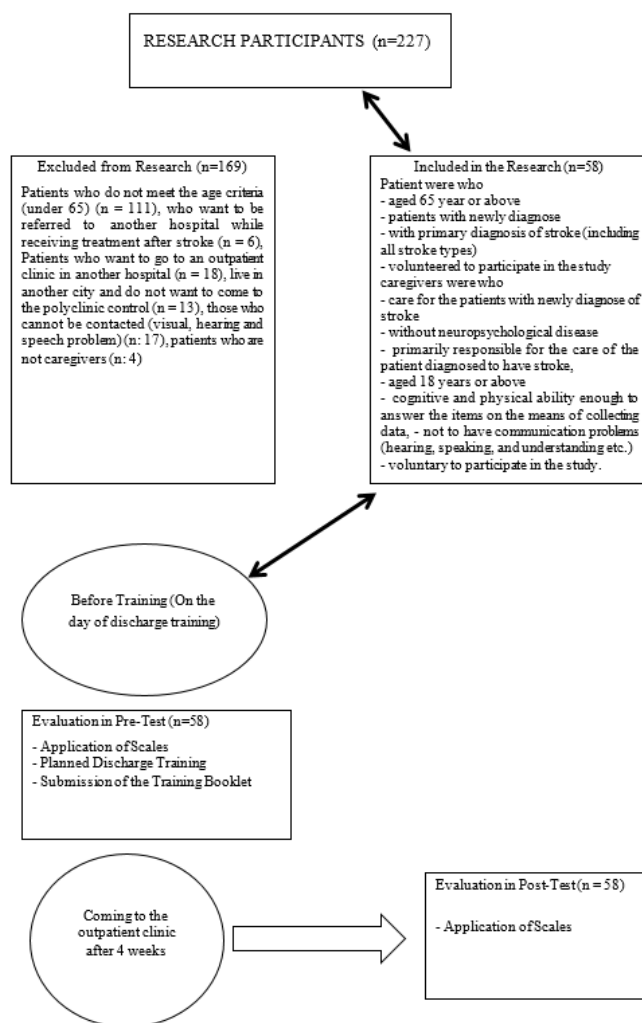 RESEARCH PARTICIPANTS (n=227)
Excluded from Research (n=169)
Patients who do not meet the age criteria
(under 65) (n = 111), who want to be
referred to another hospital while
receiving treatment after stroke (n = 6),
Patients who want to go to an outpatient
clinic in another hospital (n = 18), live in
another city and do not want to come to
the polyclinic control (n = 13), those who
cannot be contacted (visual, hearing and
speech problem) (n: 17), patients who are
not caregivers (n: 4)
Included in the Research (n=58)
Patient were who
- aged 65 year or above
- patients with newly diagnose
- with primary diagnosis of stroke (including
all stroke types)
- volunteered to participate in the study
caregivers were who
- care for the patients with newly diagnose of
stroke
- without neuropsychological disease
- primarily responsible for the care of the
patient diagnosed to have stroke,
- aged 18 years or above
- cognitive and physical ability enough to
answer the items on the means of collecting
data, - not to have communication problems
(hearing, speaking, and understanding etc.)
- voluntary to participate in the study.
Before Training (On the
day of discharge training)
Evaluation in Pre-Test (n=58)
- Application of Scales
- Planned Discharge Training
- Submission of the Training Booklet
Coming to the
outpatient clinic
after 4 weeks
Evaluation in Post-Test (n = 58)
- Application of Scales